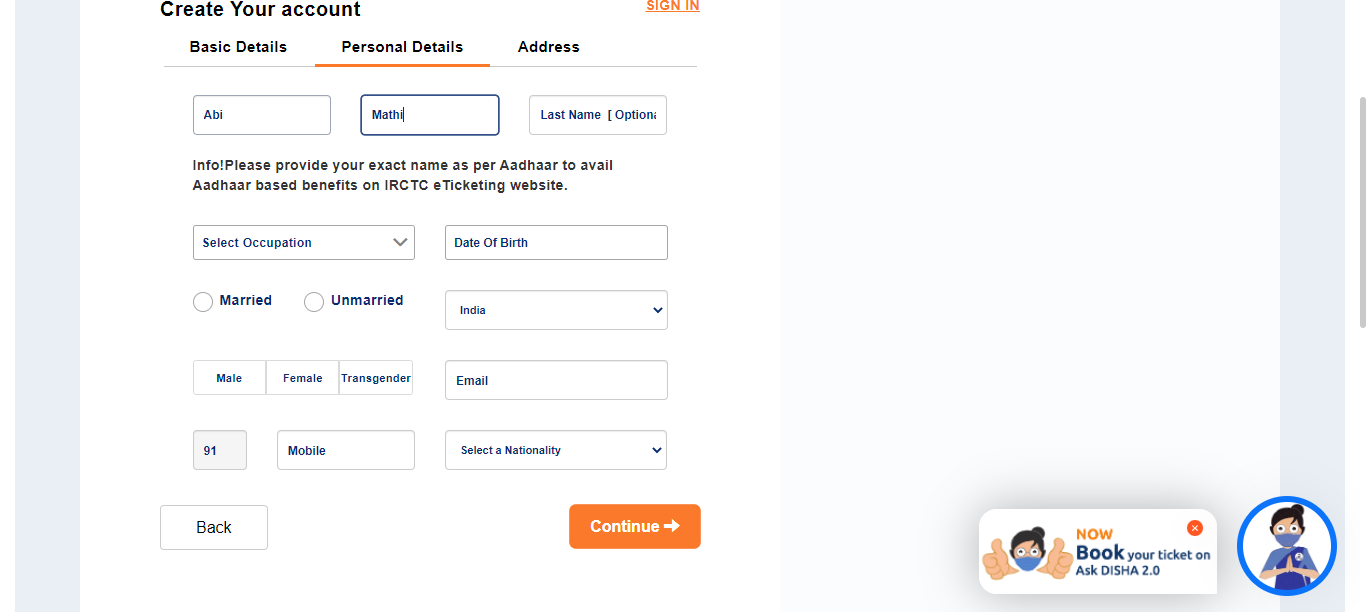 Create Your account
SIGN IN
Basic Details
Personal Details
Address
Abi
Mathi
Last Name [ Optiona
Info!Please provide your exact name as per Aadhaar to avail
Aadhaar based benefits on IRCTC eTicketing website.
Select Occupation
Date Of Birth
Married
Unmarried
India
Male
Female
Transgender
Email
91
Mobile
Select a Nationality
Back
Continue
NOW
Book your ticket on
Ask DISHA 2.0